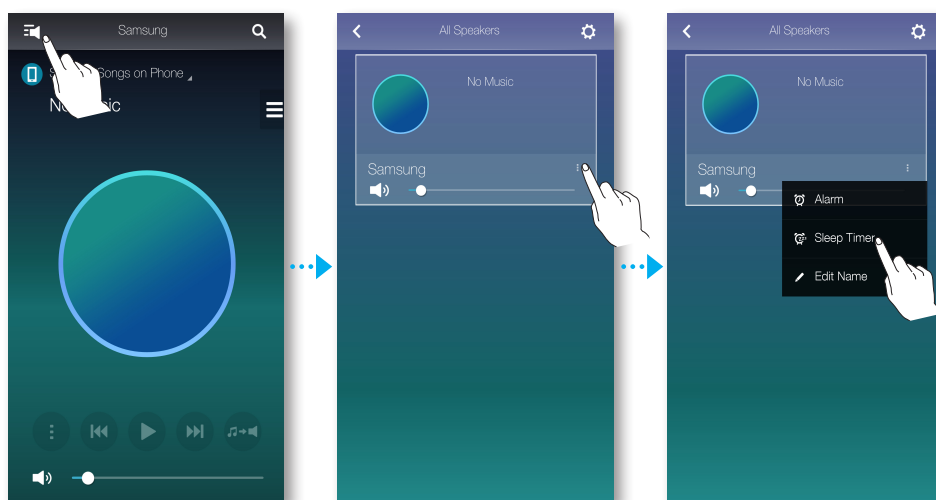 Samsung
Songs on Phone
All Speakers
No Music
Samsung
All Speakers
No Music
Samsung
Alarm
Sleep Timer
Edit Name